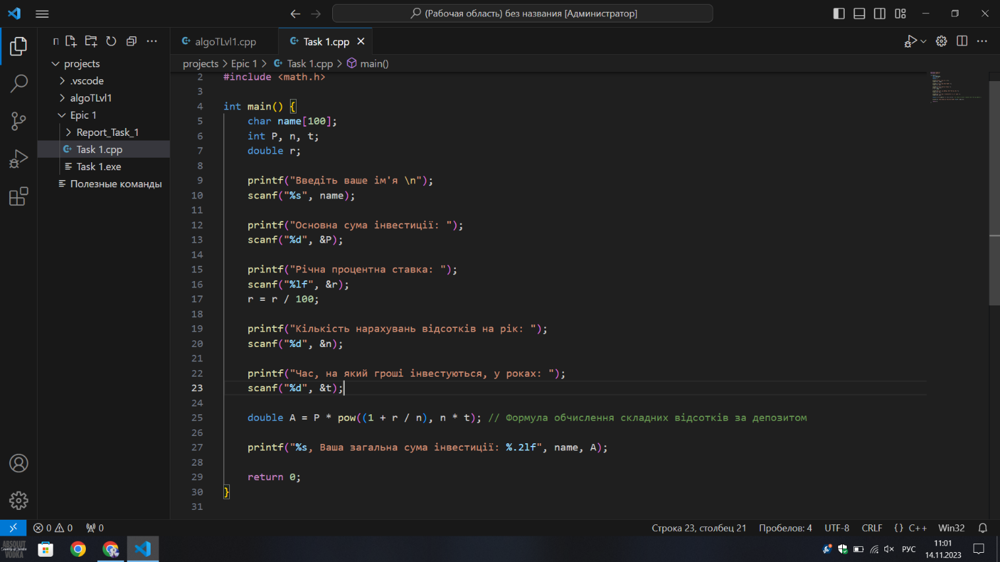 (Рабочая область) без названия [Администратор]
П
algoTLvl1.cpp
Task 1.cpp
projects
.vscode
algoTLvl1
Epic 1
Report_Task_1
Task 1.cpp
Task 1.exe
Полезные команды
projects > Epic 1 > Task 1.cpp > main()
2 #include <math.h>
3
4 int main() {
5 char name[100];
6 int P, n, t;
7 double r;
8
9 printf("Введіть ваше ім'я \n");
10 scanf("%s", name);
11
12 printf("Основна сума інвестиції: ");
13 scanf("%d", &P);
14
15 printf("Річна процентна ставка: ");
16 scanf("%lf", &r);
17 r = r / 100;
18
19 printf("Кількість нарахувань відсотків на рік: ");
20 scanf("%d", &n);
21
22 printf("Час, на який гроші інвестуються, у роках: ");
23 scanf("%d", &t);
24
25 double A = P * pow((1 + r / n), n * t); // Формула обчислення складних відсотків за депозитом
26
27 printf("%s, Ваша загальна сума інвестиції: %.2lf", name, A);
28
29 return 0;
30 }
31
0 0 0
Строка 23, столбец 21 Пробелов: 4 UTF-8 CRLF {} C++ Win32
ABSOLUT
Country of Sweden
VODKA
РУС
11:01
14.11.2023